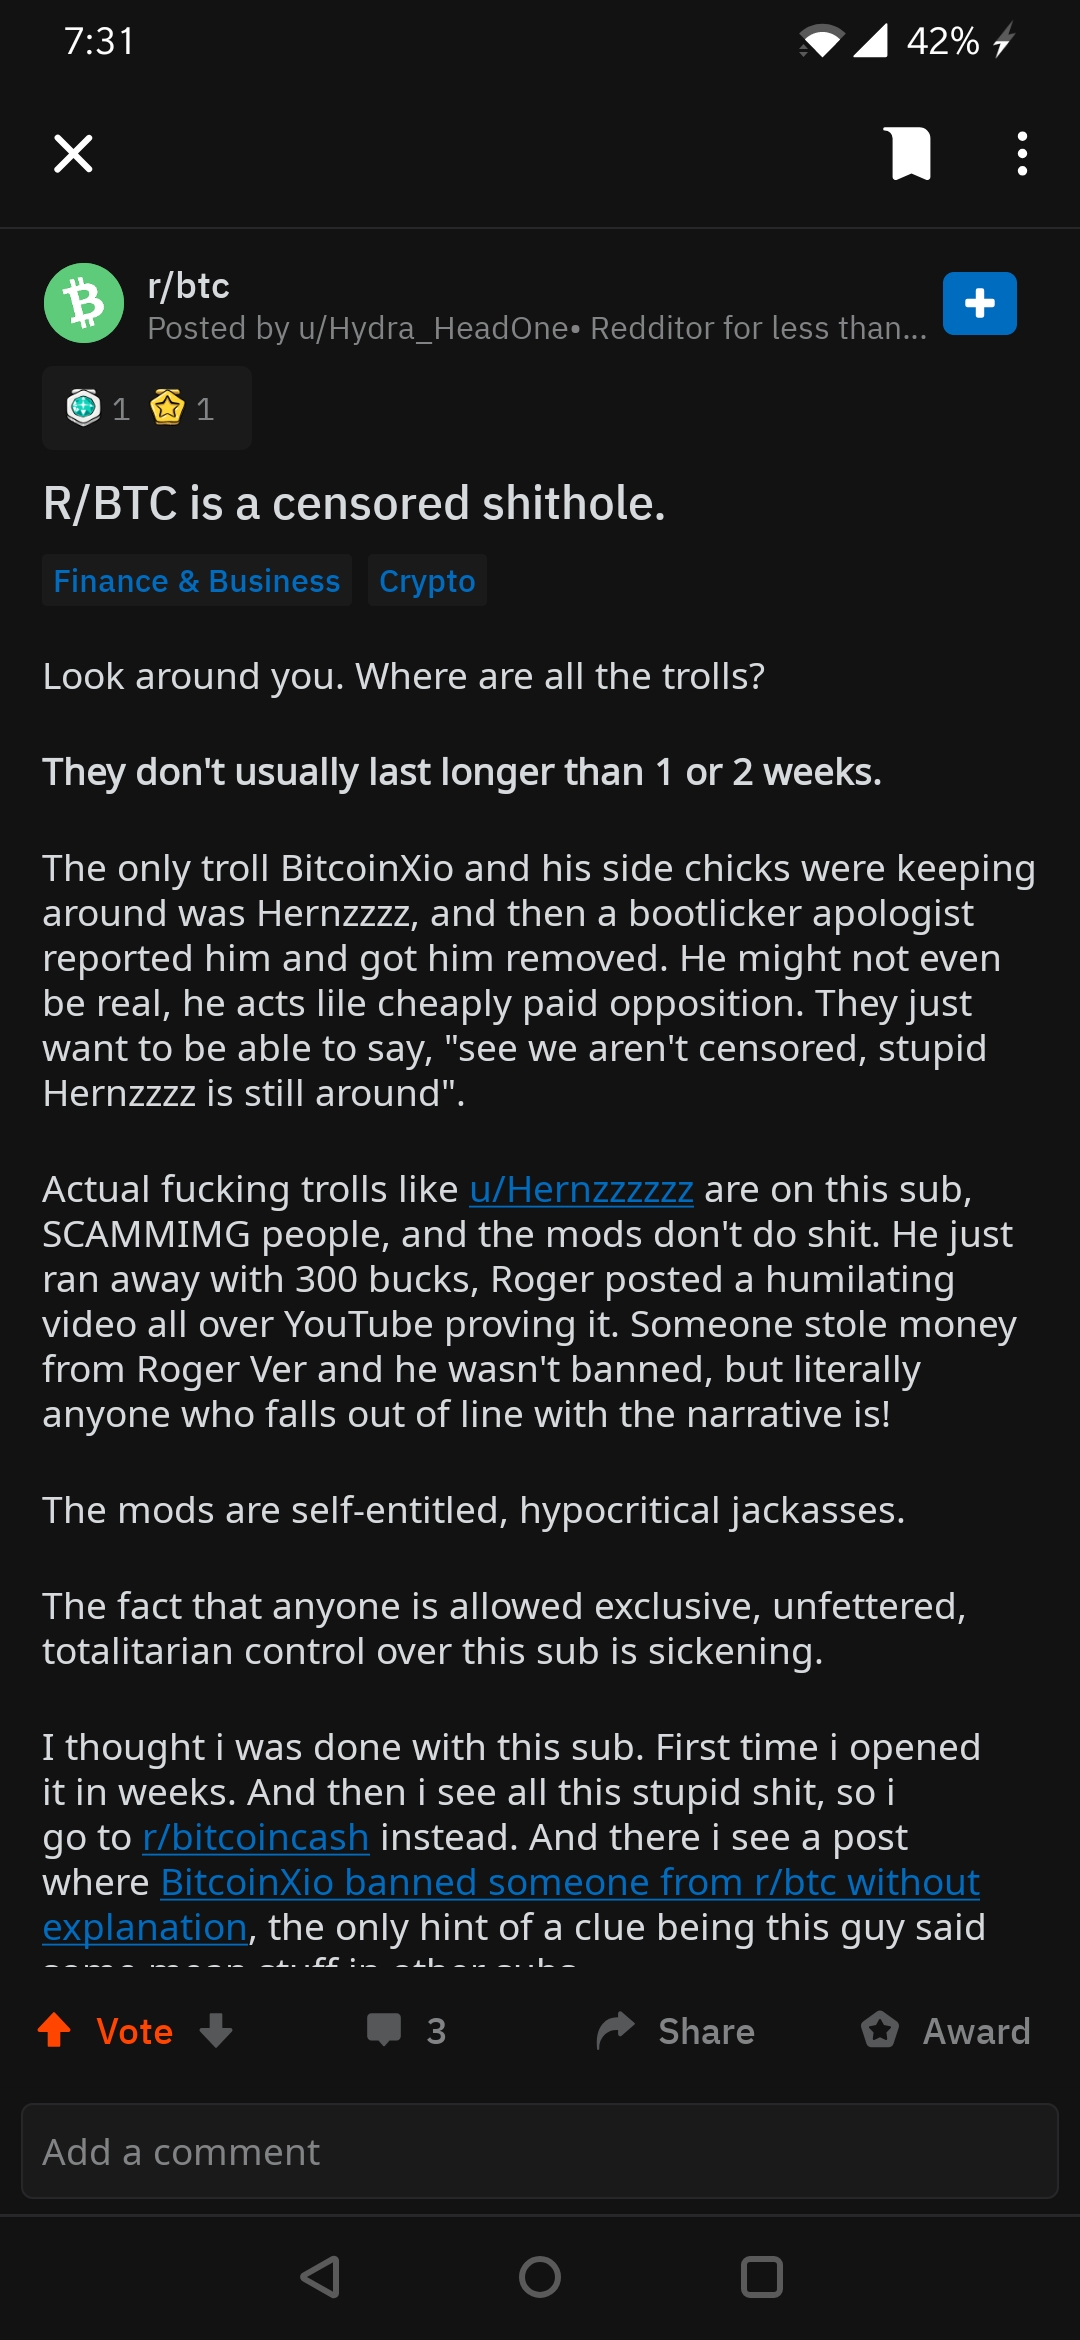 7:31
42%
r/btc
Posted by u/Hydra_HeadOne• Redditor for less than...
1 1
R/BTC is a censored shithole.
Finance & Business Crypto
Look around you. Where are all the trolls?
They don't usually last longer than 1 or 2 weeks.
The only troll BitcoinXio and his side chicks were keeping
around was Hernzzzz, and then a bootlicker apologist
reported him and got him removed. He might not even
be real, he acts lile cheaply paid opposition. They just
want to be able to say, "see we aren't censored, stupid
Hernzzzz is still around".
Actual fucking trolls like u/Hernzzzzzz are on this sub,
SCAMMIMG people, and the mods don't do shit. He just
ran away with 300 bucks, Roger posted a humilating
video all over YouTube proving it. Someone stole money
from Roger Ver and he wasn't banned, but literally
anyone who falls out of line with the narrative is!
The mods are self-entitled, hypocritical jackasses.
The fact that anyone is allowed exclusive, unfettered,
totalitarian control over this sub is sickening.
I thought i was done with this sub. First time i opened
it in weeks. And then i see all this stupid shit, so i
go to r/bitcoincash instead. And there i see a post
where BitcoinXio banned someone from r/btc without
explanation, the only hint of a clue being this guy said
some mean stuff in other subs
Vote 3 Share Award
Add a comment